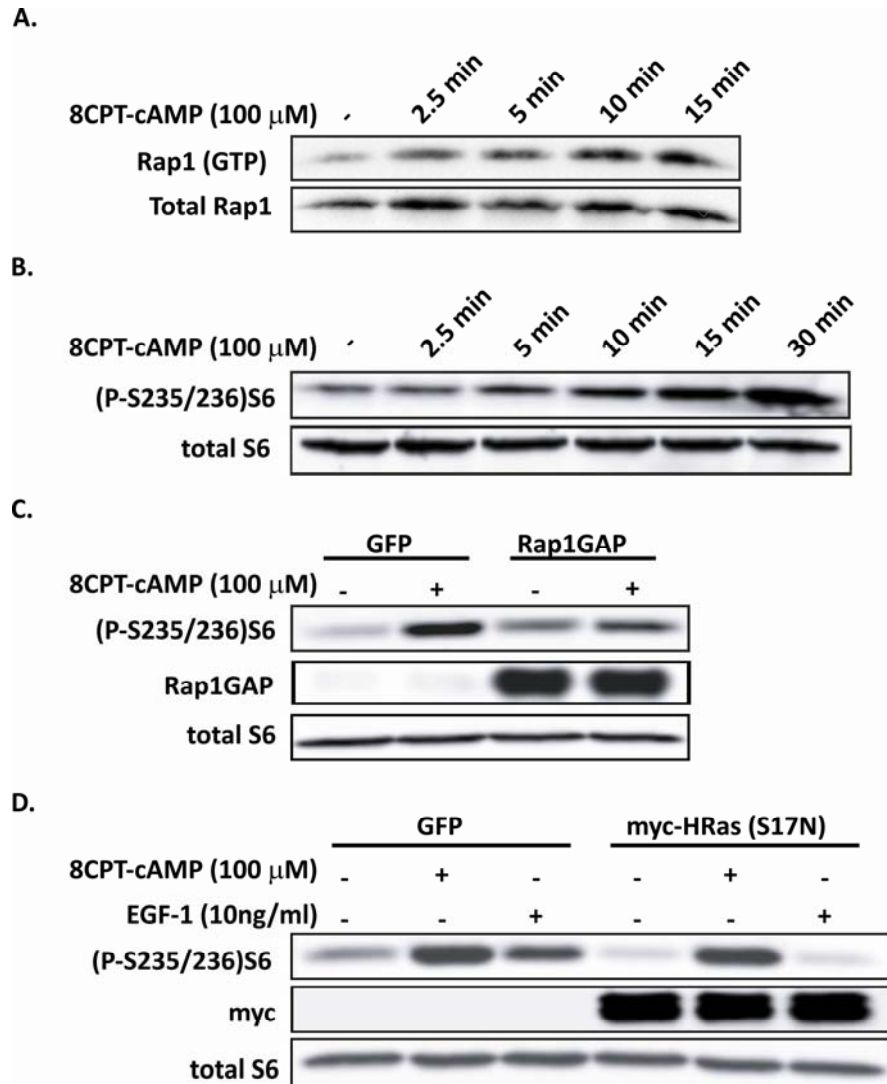 A.
8CPT-cAMP (100 μM) - 2.5 min 5 min 10 min 15 min
Rap1 (GTP)
Total Rap1
B.
8CPT-cAMP (100 μM) - 2.5 min 5 min 10 min 15 min 30 min
(P-S235/236)S6
total S6
C.
GFP Rap1GAP
8CPT-cAMP (100 μM) - + - +
(P-S235/236)S6
Rap1GAP
total S6
D.
GFP myc-HRas (S17N)
8CPT-cAMP (100 μM) - + - - + -
EGF-1 (10ng/ml) - - + - - +
(P-S235/236)S6
myc
total S6